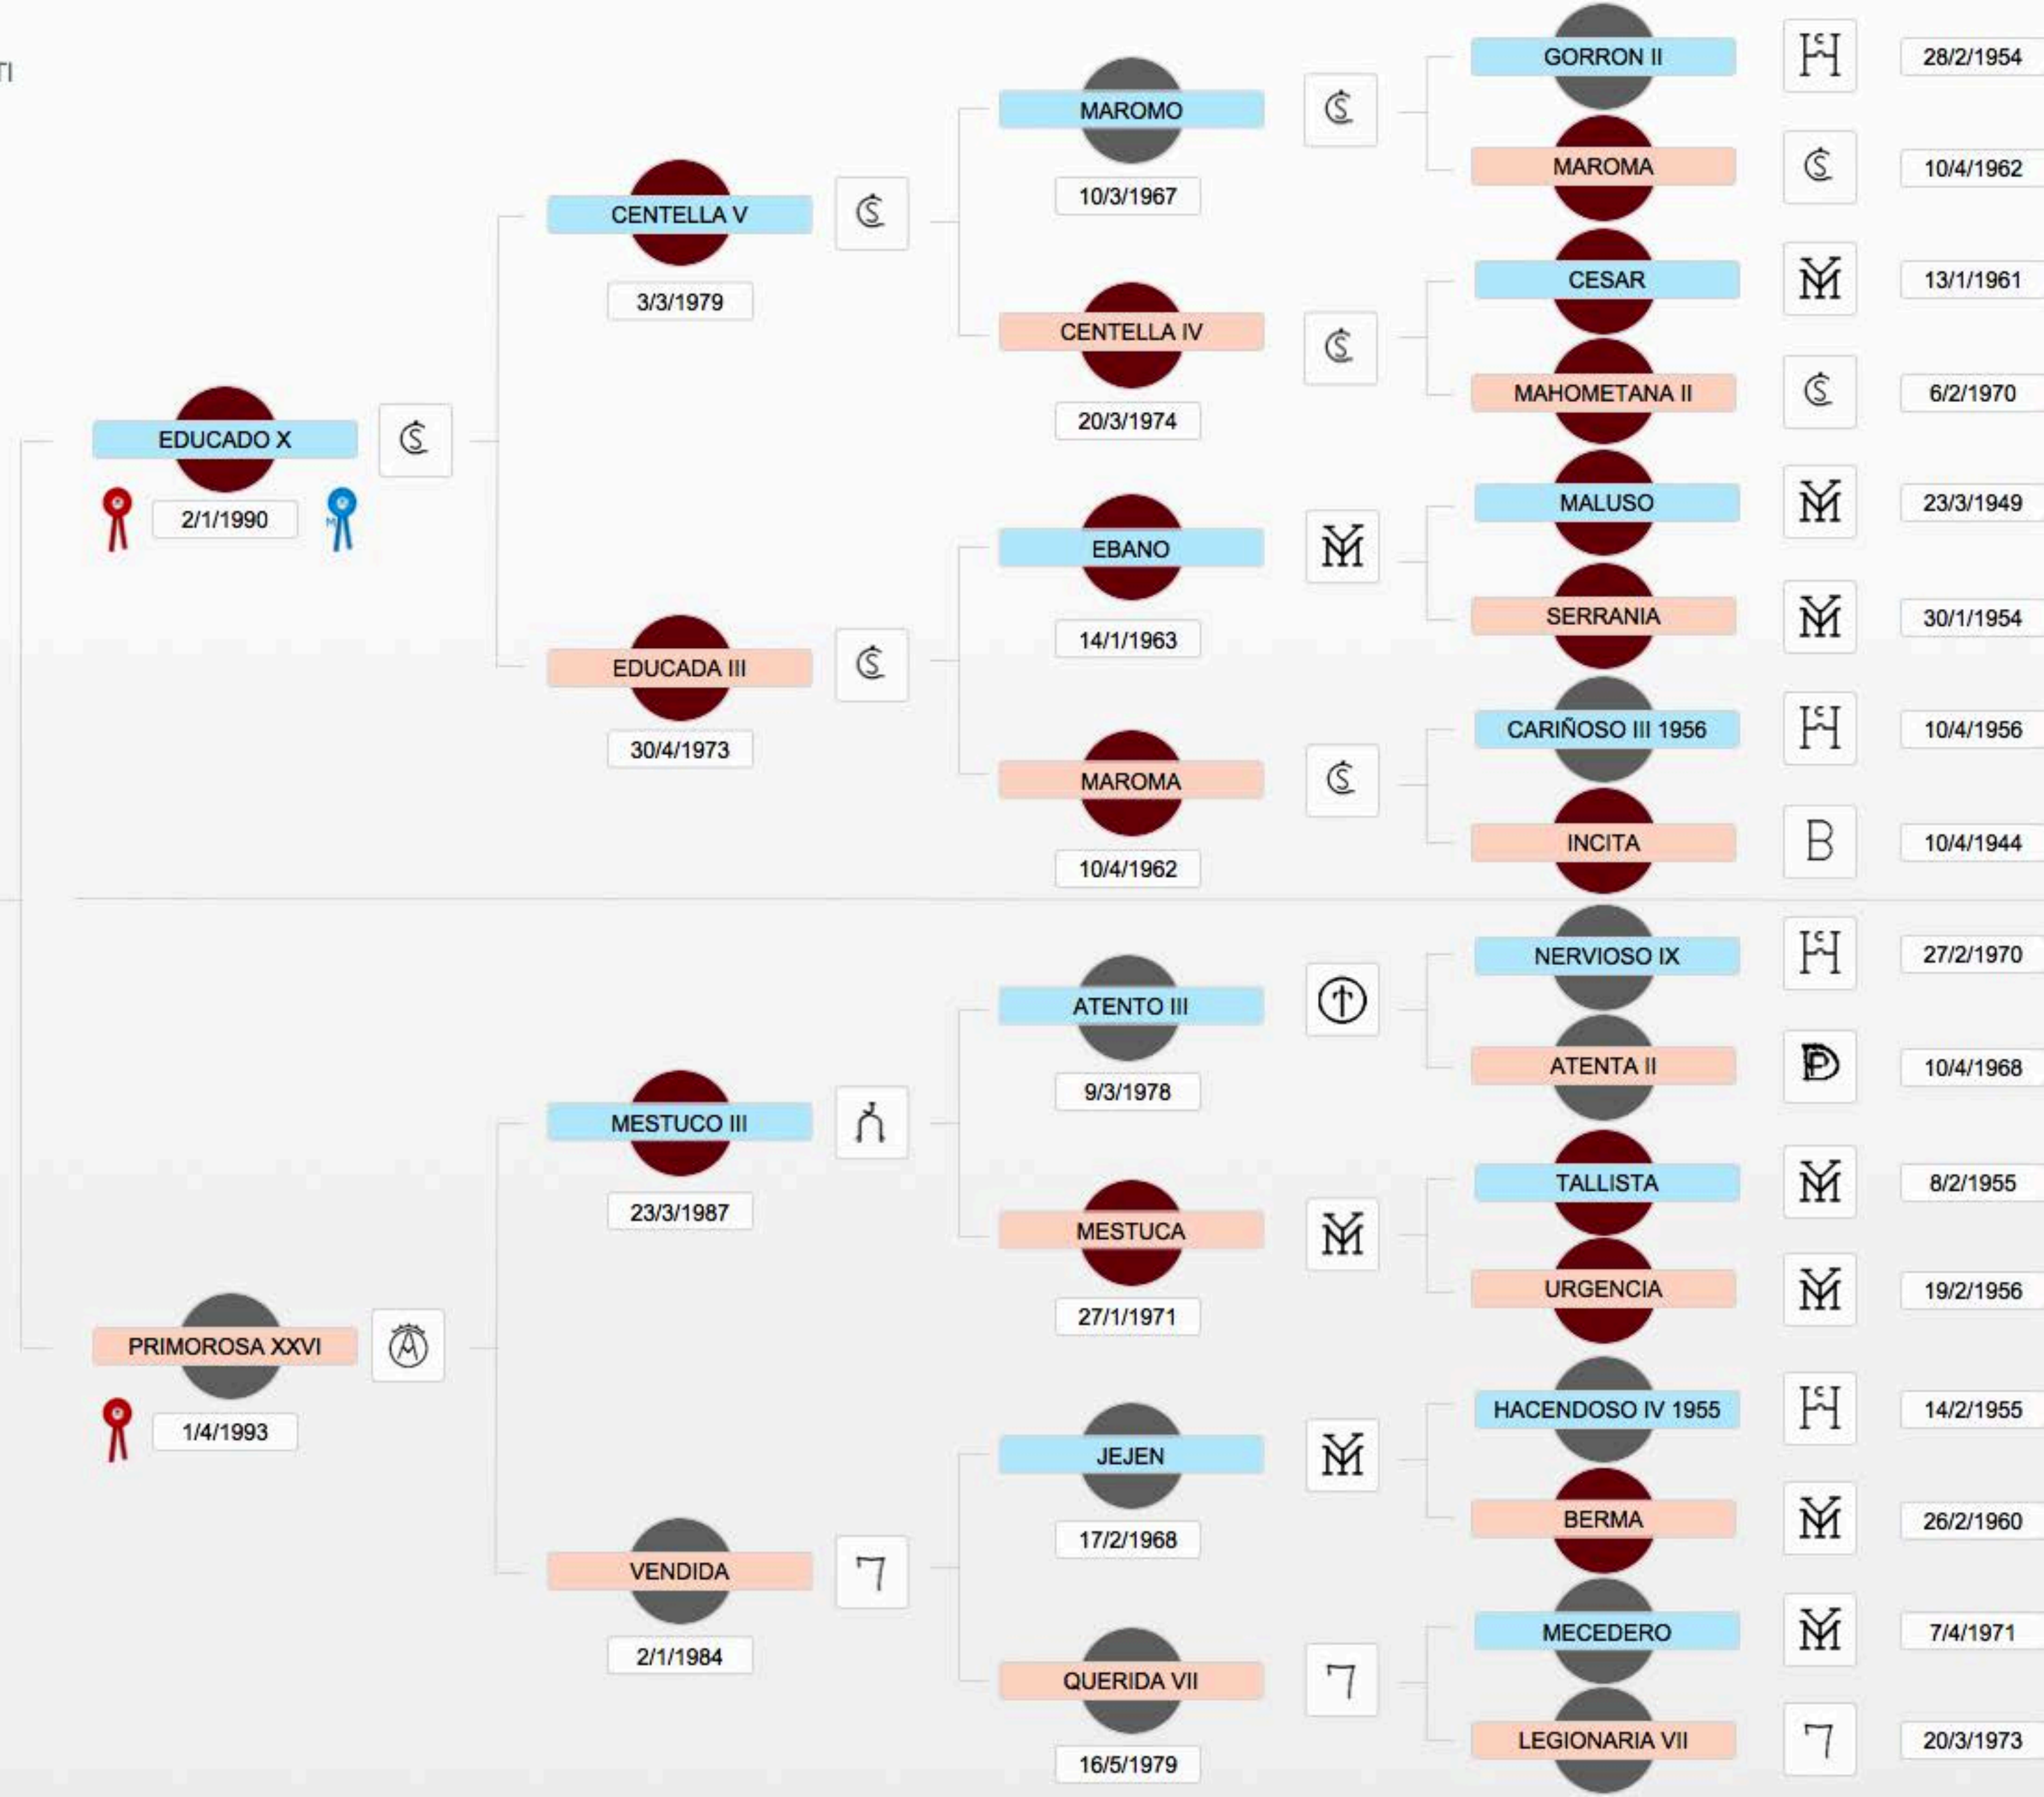 TI
EDUCADO X
2/1/1990
PRIMOROSA XXVI
1/4/1993
CENTELLA V
3/3/1979
EDUCADA III
30/4/1973
MESTUCO III
23/3/1987
VENDIDA
2/1/1984
MAROMO
10/3/1967
CENTELLA IV
20/3/1974
EBANO
14/1/1963
MAROMA
10/4/1962
ATENTO III
9/3/1978
MESTUCA
27/1/1971
JEJEN
17/2/1968
QUERIDA VII
16/5/1979
GORRON II 28/2/1954
MAROMA 10/4/1962
CESAR 13/1/1961
MAHOMETANA II 6/2/1970
MALUSO 23/3/1949
SERRANIA 30/1/1954
CARIÑOSO III 1956 10/4/1956
INCITA B 10/4/1944
NERVIOSO IX 27/2/1970
ATENTA II 10/4/1968
TALLISTA 8/2/1955
URGENCIA 19/2/1956
HACENDOSO IV 1955 14/2/1955
BERMA 26/2/1960
MECEDERO 7/4/1971
LEGIONARIA VII 20/3/1973